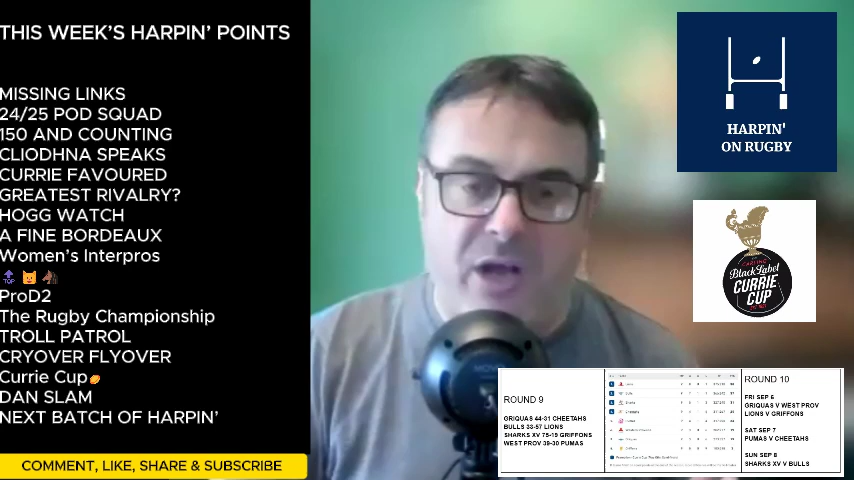 THIS WEEK'S HARPIN' POINTS
MISSING LINKS
24/25 POD SQUAD
150 AND COUNTING
CLIODHNA SPEAKS
CURRIE FAVOURED
GREATEST RIVALRY?
HOGG WATCH
A FINE BORDEAUX
Women's Interpros
TOP
ProD2
The Rugby Championship
TROLL PATROL
CRYOVER FLYOVER
Currie Cup
DAN SLAM
NEXT BATCH OF HARPIN'
COMMENT, LIKE, SHARE & SUBSCRIBE
HARPIN'
ON RUGBY
CARLING
Black Label
CURRIE
CUP
ROUND 9
GRIQUAS 44-31 CHEETAHS
BULLS 33-57 LIONS
SHARKS XV 75-19 GRIFFONS
WEST PROV 39-30 PUMAS
ROUND 10
FRI SEP 6
GRIQUAS V WEST PROV
LIONS V GRIFFONS
SAT SEP 7
PUMAS V CHEETAHS
SUN SEP 8
SHARKS XV V BULLS